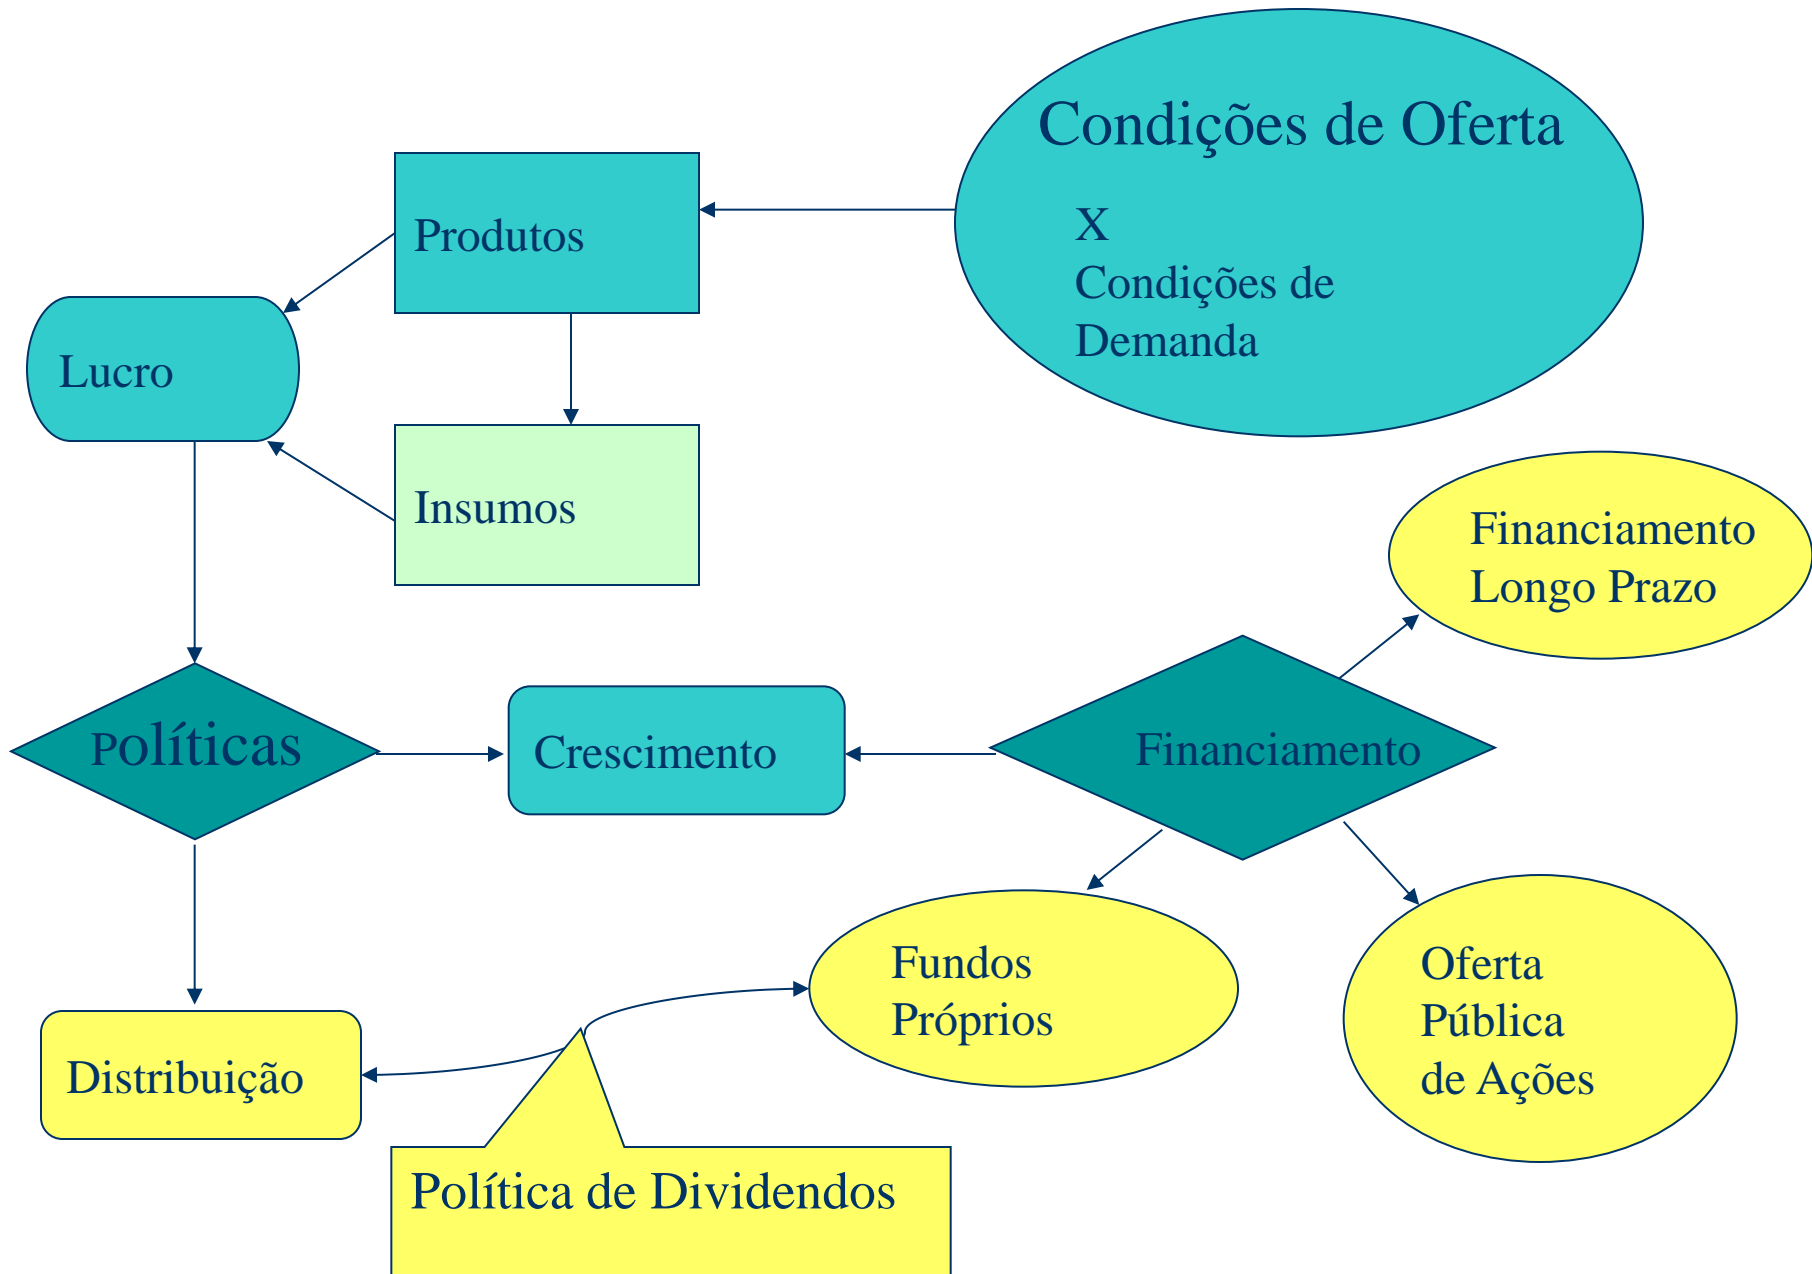 Condições de Oferta
X
Condições de
Demanda
Produtos
Lucro
Insumos
Financiamento
Longo Prazo
Políticas
Crescimento
Financiamento
Fundos
Próprios
Oferta
Pública
de Ações
Distribuição
Política de Dividendos